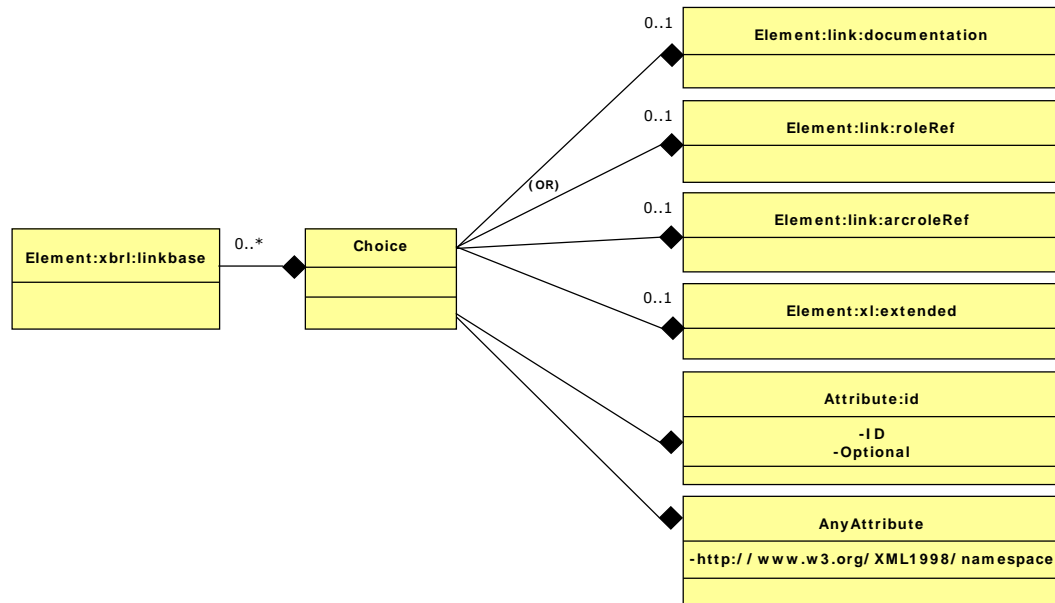 0..1
Element:link:documentation
0..1
Element:link:roleRef
(OR)
0..1
Element:link:arcroleRef
Element:xbrl:linkbase
0..*
Choice
0..1
Element:xl:extended
Attribute:id
-ID
-Optional
AnyAttribute
-http://www.w3.org/XML1998/namespace